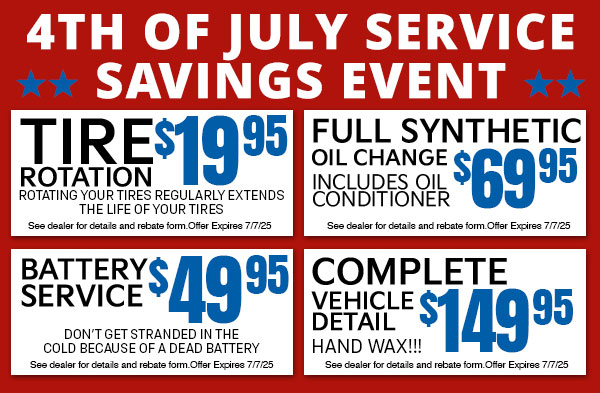 4TH OF JULY SERVICE
SAVINGS EVENT
TIRE
ROTATION
$19.95
ROTATING YOUR TIRES REGULARLY EXTENDS
THE LIFE OF YOUR TIRES
See dealer for details and rebate form.Offer Expires 7/7/25
FULL SYNTHETIC
OIL CHANGE
INCLUDES OIL
CONDITIONER
$69.95
See dealer for details and rebate form.Offer Expires 7/7/25
BATTERY
SERVICE
$49.95
DON'T GET STRANDED IN THE
COLD BECAUSE OF A DEAD BATTERY
See dealer for details and rebate form.Offer Expires 7/7/25
COMPLETE
VEHICLE
DETAIL
HAND WAX!!!
$149.95
See dealer for details and rebate form.Offer Expires 7/7/25